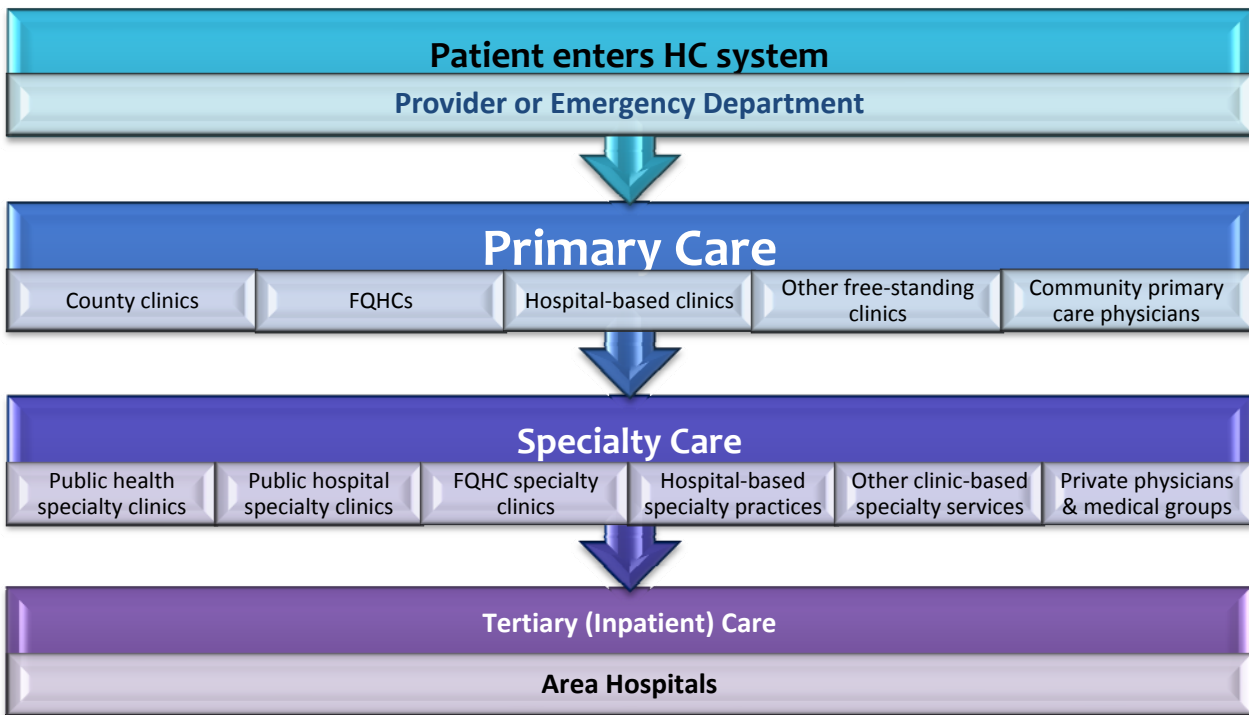 Patient enters HC system
Provider or Emergency Department
Primary Care
County clinics
FQHCs
Hospital-based clinics
Other free-standing
clinics
Community primary
care physicians
Specialty Care
Public health
specialty clinics
Public hospital
specialty clinics
FQHC specialty
clinics
Hospital-based
specialty practices
Other clinic-based
specialty services
Private physicians
& medical groups
Tertiary (Inpatient) Care
Area Hospitals